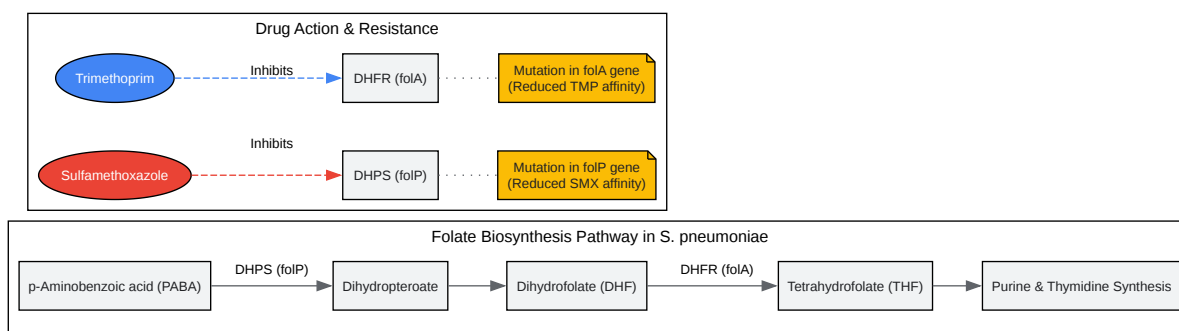 Drug Action & Resistance
Trimethoprim
Inhibits
DHFR (folA)
Mutation in folA gene
(Reduced TMP affinity)
Sulfamethoxazole
Inhibits
DHPS (folP)
Mutation in folP gene
(Reduced SMX affinity)
Folate Biosynthesis Pathway in S. pneumoniae
p-Aminobenzoic acid (PABA)
DHPS (folP)
Dihydropteroate
Dihydrofolate (DHF)
DHFR (folA)
Tetrahydrofolate (THF)
Purine & Thymidine Synthesis